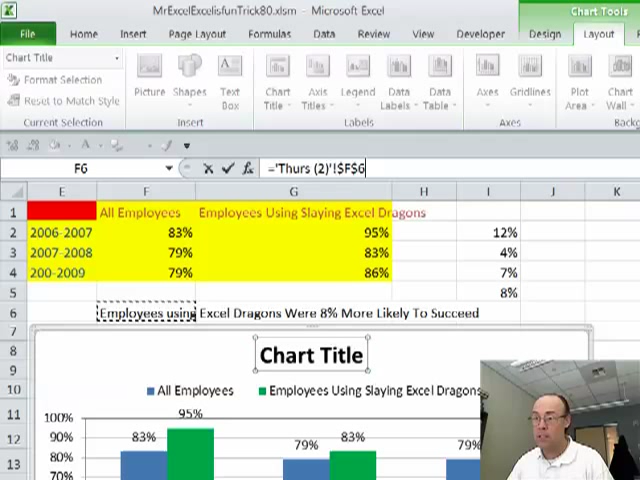 MrExcelExcelisfunTrick80.xlsm - Microsoft Excel
Chart Tools
File Home Insert Page Layout Formulas Data Review View Developer Design Layout
Chart Title
Format Selection
Reset to Match Style
Current Selection
Picture Shapes Text Box
Insert
Chart Title Axis Titles Legend Data Labels Data Table
Labels
Axes Gridlines
Axes
Plot Area Chart Wall
Backg
F6 fx ='Thurs (2)'!$F$6
E F G H I J K
1 All Employees Employees Using Slaying Excel Dragons
2 2006-2007 83% 95% 12%
3 2007-2008 79% 83% 4%
4 200-2009 79% 86% 7%
5 8%
6 Employees using Excel Dragons Were 8% More Likely To Succeed
7
8 Chart Title
9
10 All Employees Employees Using Slaying Excel Dragons
11 100% 95%
12 90% 83% 79% 83% 79%
13 80%
70%